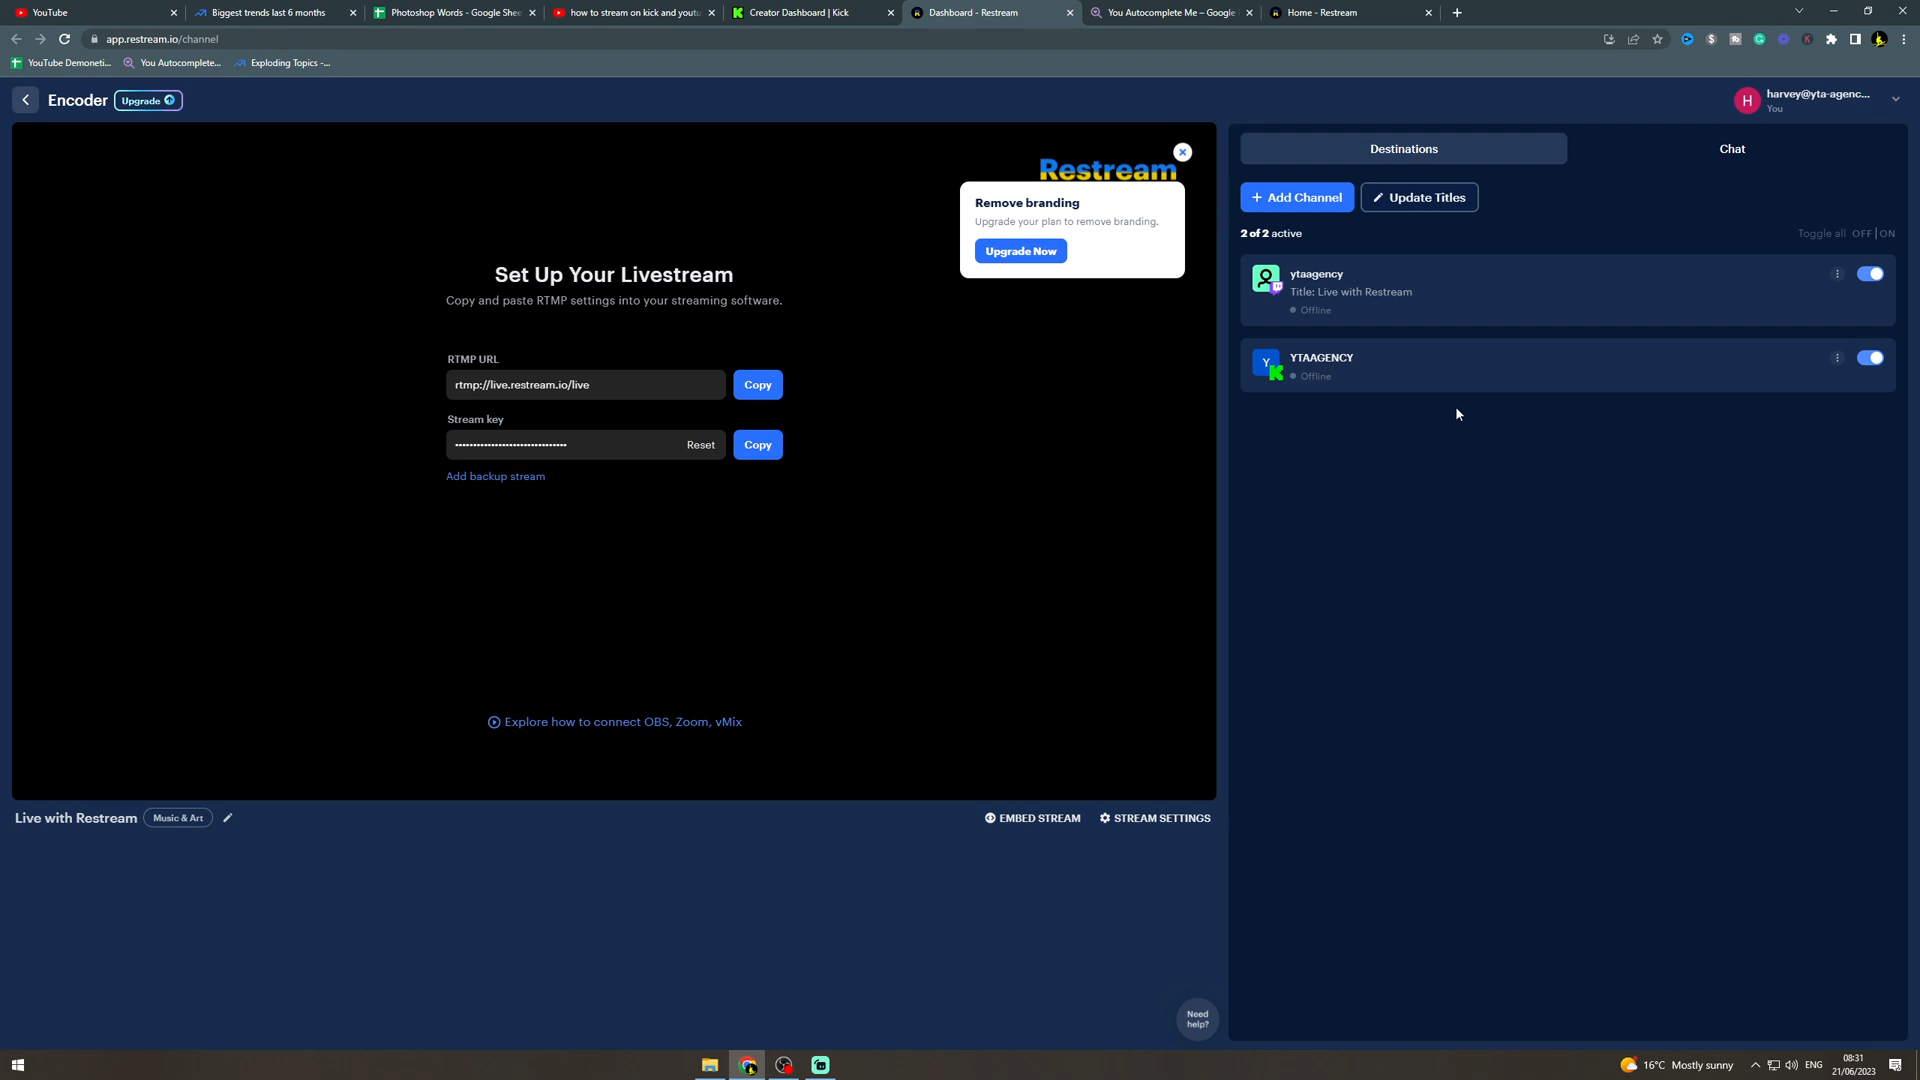 YouTube
Biggest trends last 6 months
Photoshop Words - Google Shee
how to stream on kick and youtu
Creator Dashboard | Kick
Dashboard - Restream
You Autocomplete Me – Google
Home - Restream
app.restream.io/channel
YouTube Demoneti...
You Autocomplete...
Exploding Topics -...
Encoder
Upgrade
H
harvey@yta-agenc...
You
Restream
Remove branding
Upgrade your plan to remove branding.
Upgrade Now
Set Up Your Livestream
Copy and paste RTMP settings into your streaming software.
RTMP URL
rtmp://live.restream.io/live
Copy
Stream key
•••••••••••••••••••••••••••••••
Reset
Copy
Add backup stream
Explore how to connect OBS, Zoom, vMix
Live with Restream
Music & Art
EMBED STREAM
STREAM SETTINGS
Destinations
Chat
+ Add Channel
Update Titles
2 of 2 active
Toggle all OFF | ON
ytaagency
Title: Live with Restream
Offline
Y
YTAAGENCY
Offline
Need
help?
16°C Mostly sunny
ENG
08:31
21/06/2023